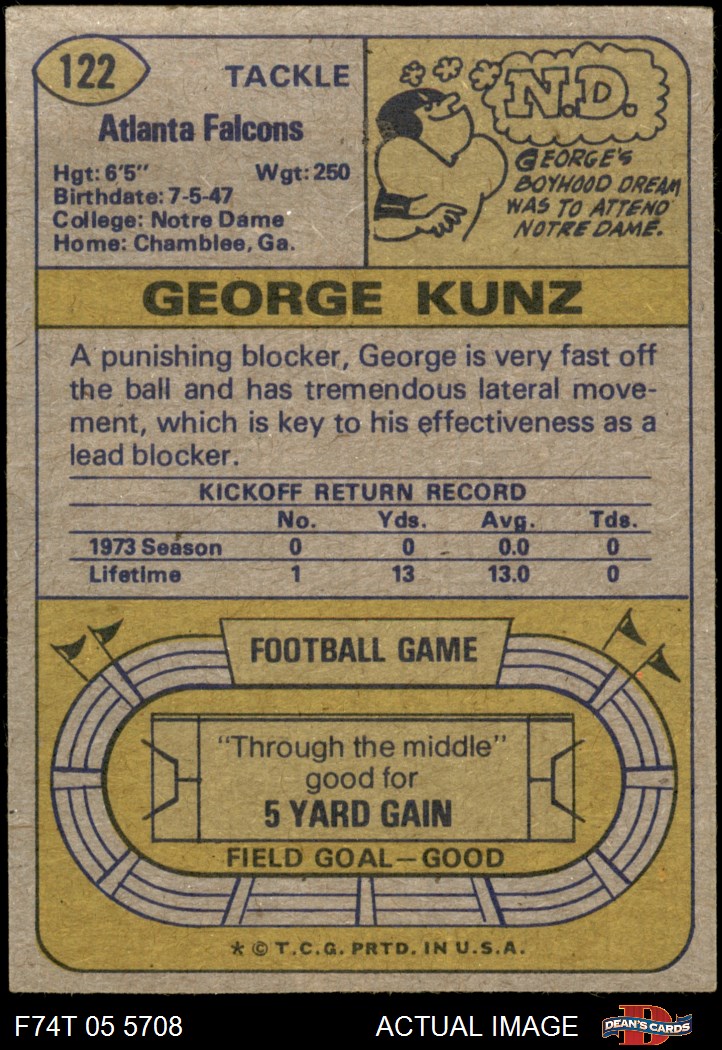 122
TACKLE
Atlanta Falcons
Hgt: 6'5" Wgt: 250
Birthdate: 7-5-47
College: Notre Dame
Home: Chamblee, Ga.
N.D.
GEORGE'S
BOYHOOD DREAM
WAS TO ATTEND
NOTRE DAME.
GEORGE KUNZ
A punishing blocker, George is very fast off
the ball and has tremendous lateral move-
ment, which is key to his effectiveness as a
lead blocker.
KICKOFF RETURN RECORD
No. Yds. Avg. Tds.
1973 Season 0 0 0.0 0
Lifetime 1 13 13.0 0
FOOTBALL GAME
"Through the middle"
good for
5 YARD GAIN
FIELD GOAL—GOOD
* © T.C.G. PRTD. IN U.S.A.
F74T 05 5708 ACTUAL IMAGE
D
DEAN'S CARDS